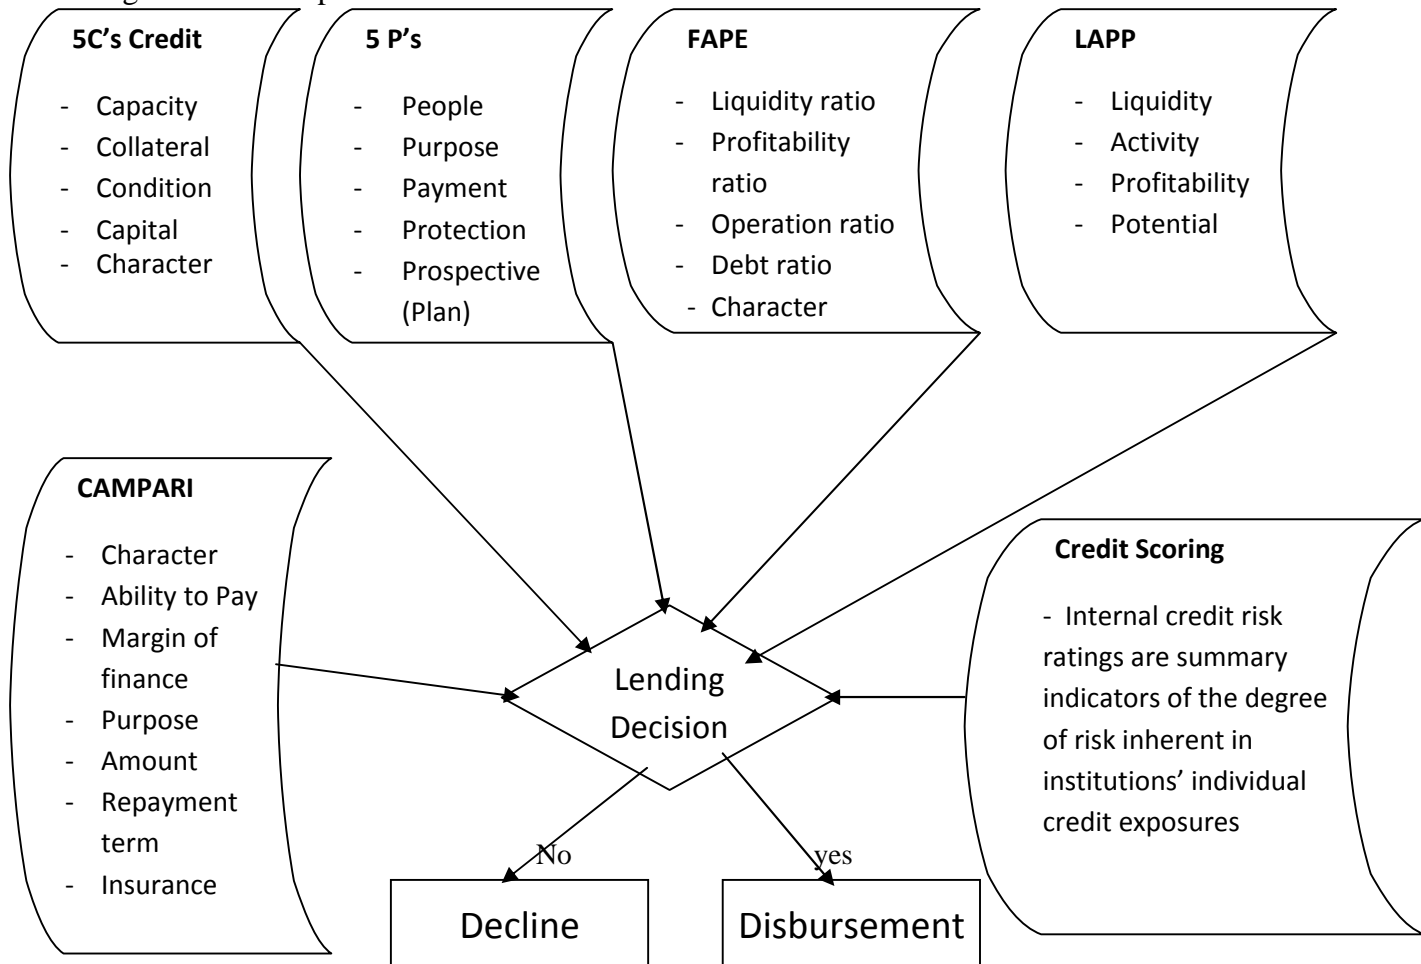 5C's Credit
- Capacity
- Collateral
- Condition
- Capital
- Character
5 P's
- People
- Purpose
- Payment
- Protection
- Prospective
(Plan)
FAPE
- Liquidity ratio
- Profitability
ratio
- Operation ratio
- Debt ratio
- Character
LAPP
- Liquidity
- Activity
- Profitability
- Potential
CAMPARI
- Character
- Ability to Pay
- Margin of
finance
- Purpose
- Amount
- Repayment
term
- Insurance
Lending
Decision
Credit Scoring
- Internal credit risk
ratings are summary
indicators of the degree
of risk inherent in
institutions' individual
credit exposures
No
yes
Decline
Disbursement